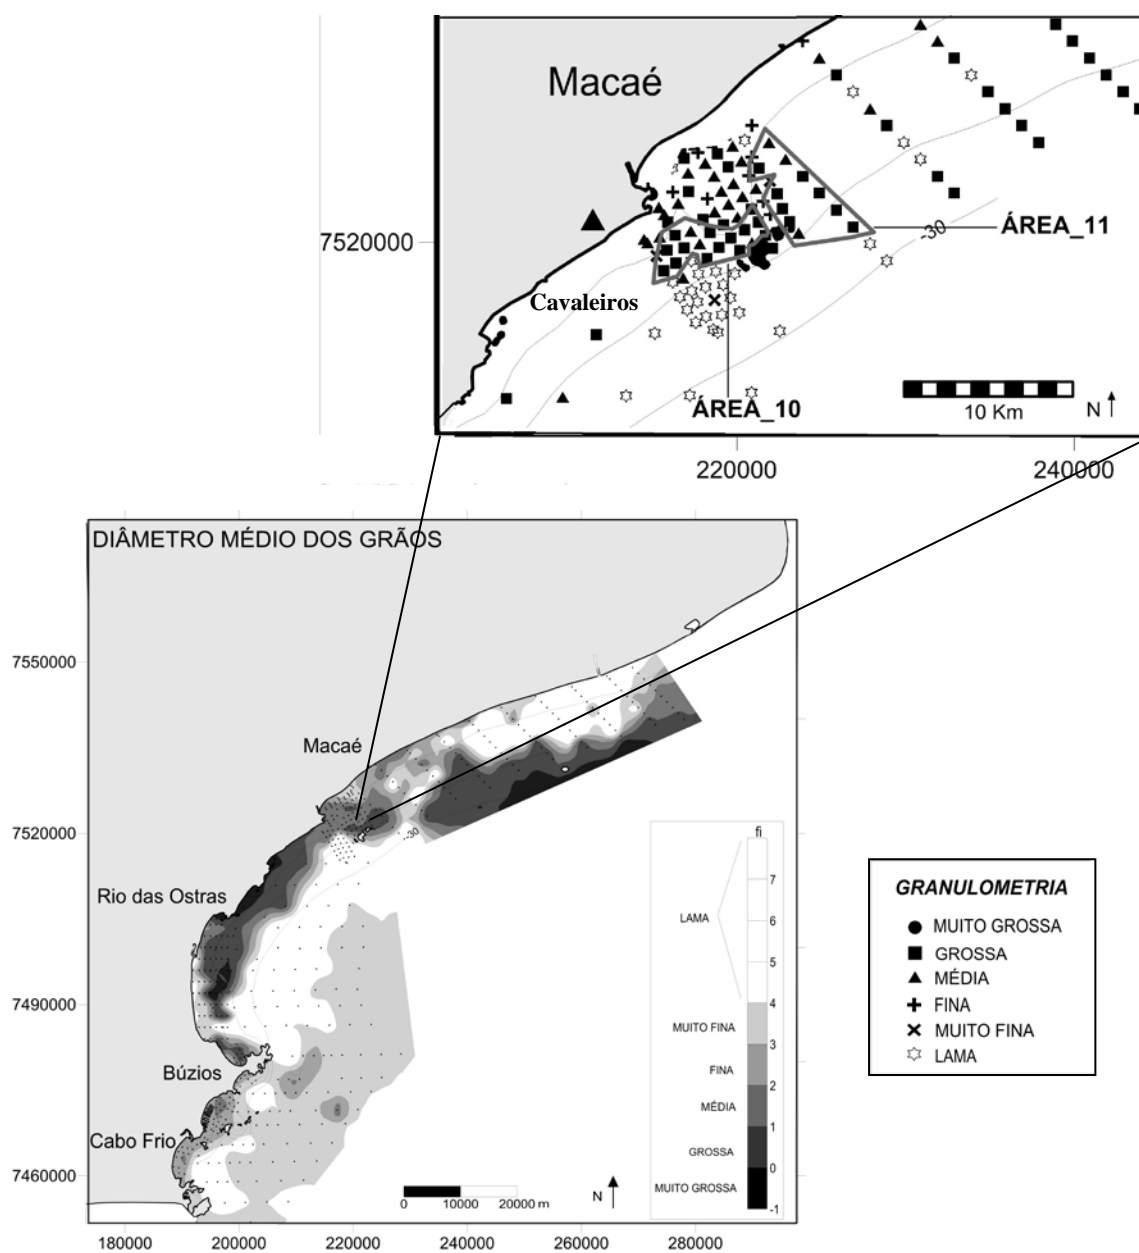 Macaé
7520000
ÁREA_11
-30
Cavaleiros
ÁREA_10
10 Km
N
220000
240000
DIÂMETRO MÉDIO DOS GRÃOS
7550000
Macaé
7520000
-30
Rio das Ostras
7490000
Búzios
Cabo Frio
7460000
0 10000 20000 m
N
fi
7
LAMA
6
5
4
MUITO FINA
3
FINA
2
MÉDIA
1
GROSSA
0
MUITO GROSSA
-1
180000 200000 220000 240000 260000 280000
GRANULOMETRIA
MUITO GROSSA
GROSSA
MÉDIA
FINA
MUITO FINA
LAMA